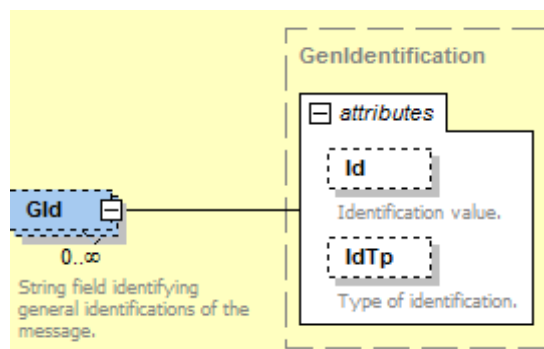 GenIdentification
attributes
Id
Identification value.
GId
IdTp
0..∞
Type of identification.
String field identifying
general identifications of the
message.